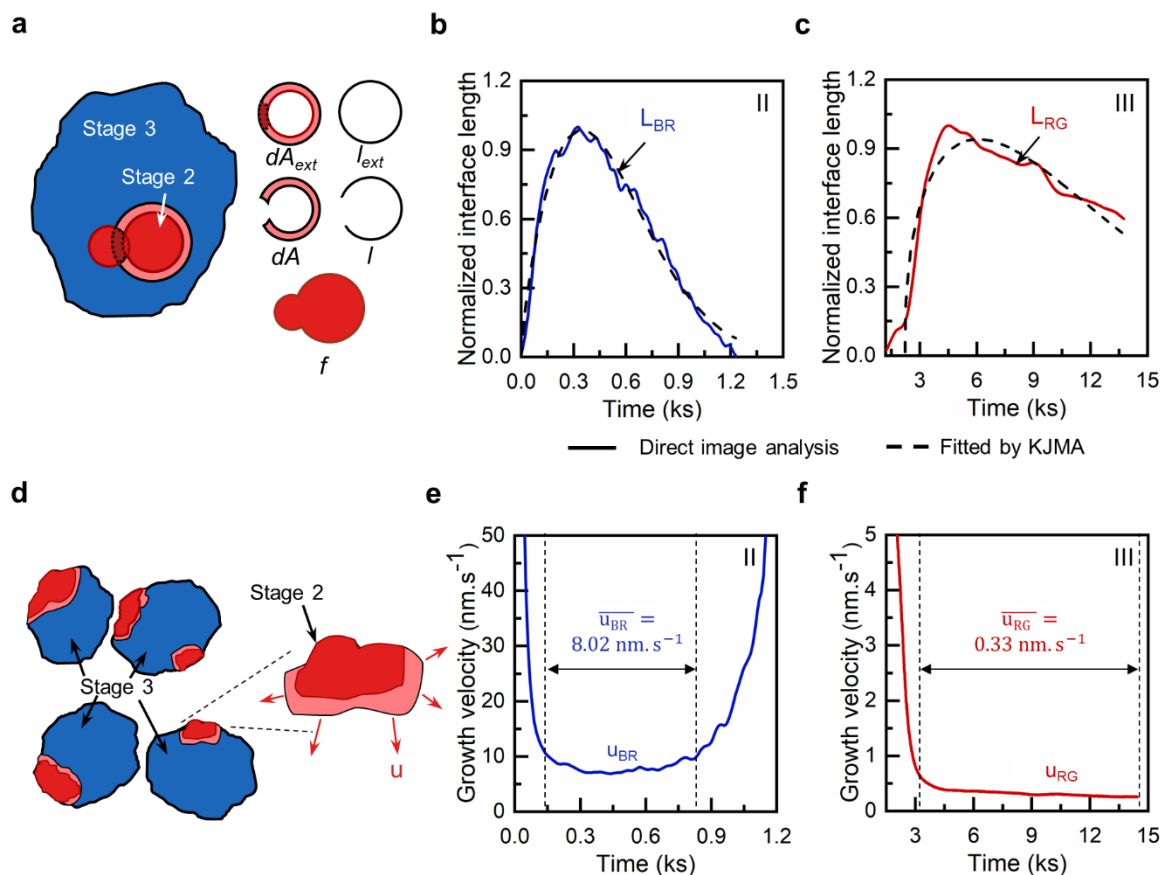 a
Stage 3
Stage 2
dA_ext
l_ext
dA
l
f
b
Normalized interface length
1.2
0.9
0.6
0.3
0.0
II
L_BR
0.0 0.3 0.6 0.9 1.2 1.5
Time (ks)
c
Normalized interface length
1.2
0.9
0.6
0.3
0.0
III
L_RG
3 6 9 12 15
Time (ks)
Direct image analysis
Fitted by KJMA
d
Stage 2
Stage 3
u
e
Growth velocity (nm.s⁻¹)
50
40
30
20
10
0
II
u_BR =
8.02 nm. s⁻¹
u_BR
0.0 0.3 0.6 0.9 1.2
Time (ks)
f
Growth velocity (nm.s⁻¹)
5
4
3
2
1
0
III
u_RG =
0.33 nm. s⁻¹
u_RG
3 6 9 12 15
Time (ks)